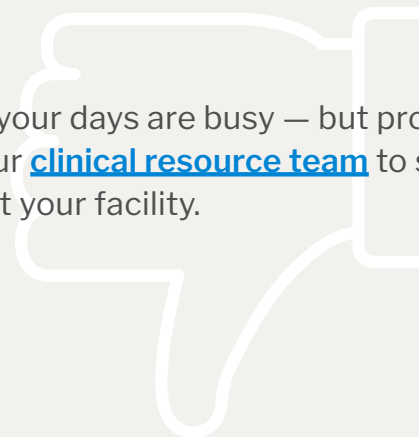 your days are busy — but pro
ur clinical resource team to s
t your facility.